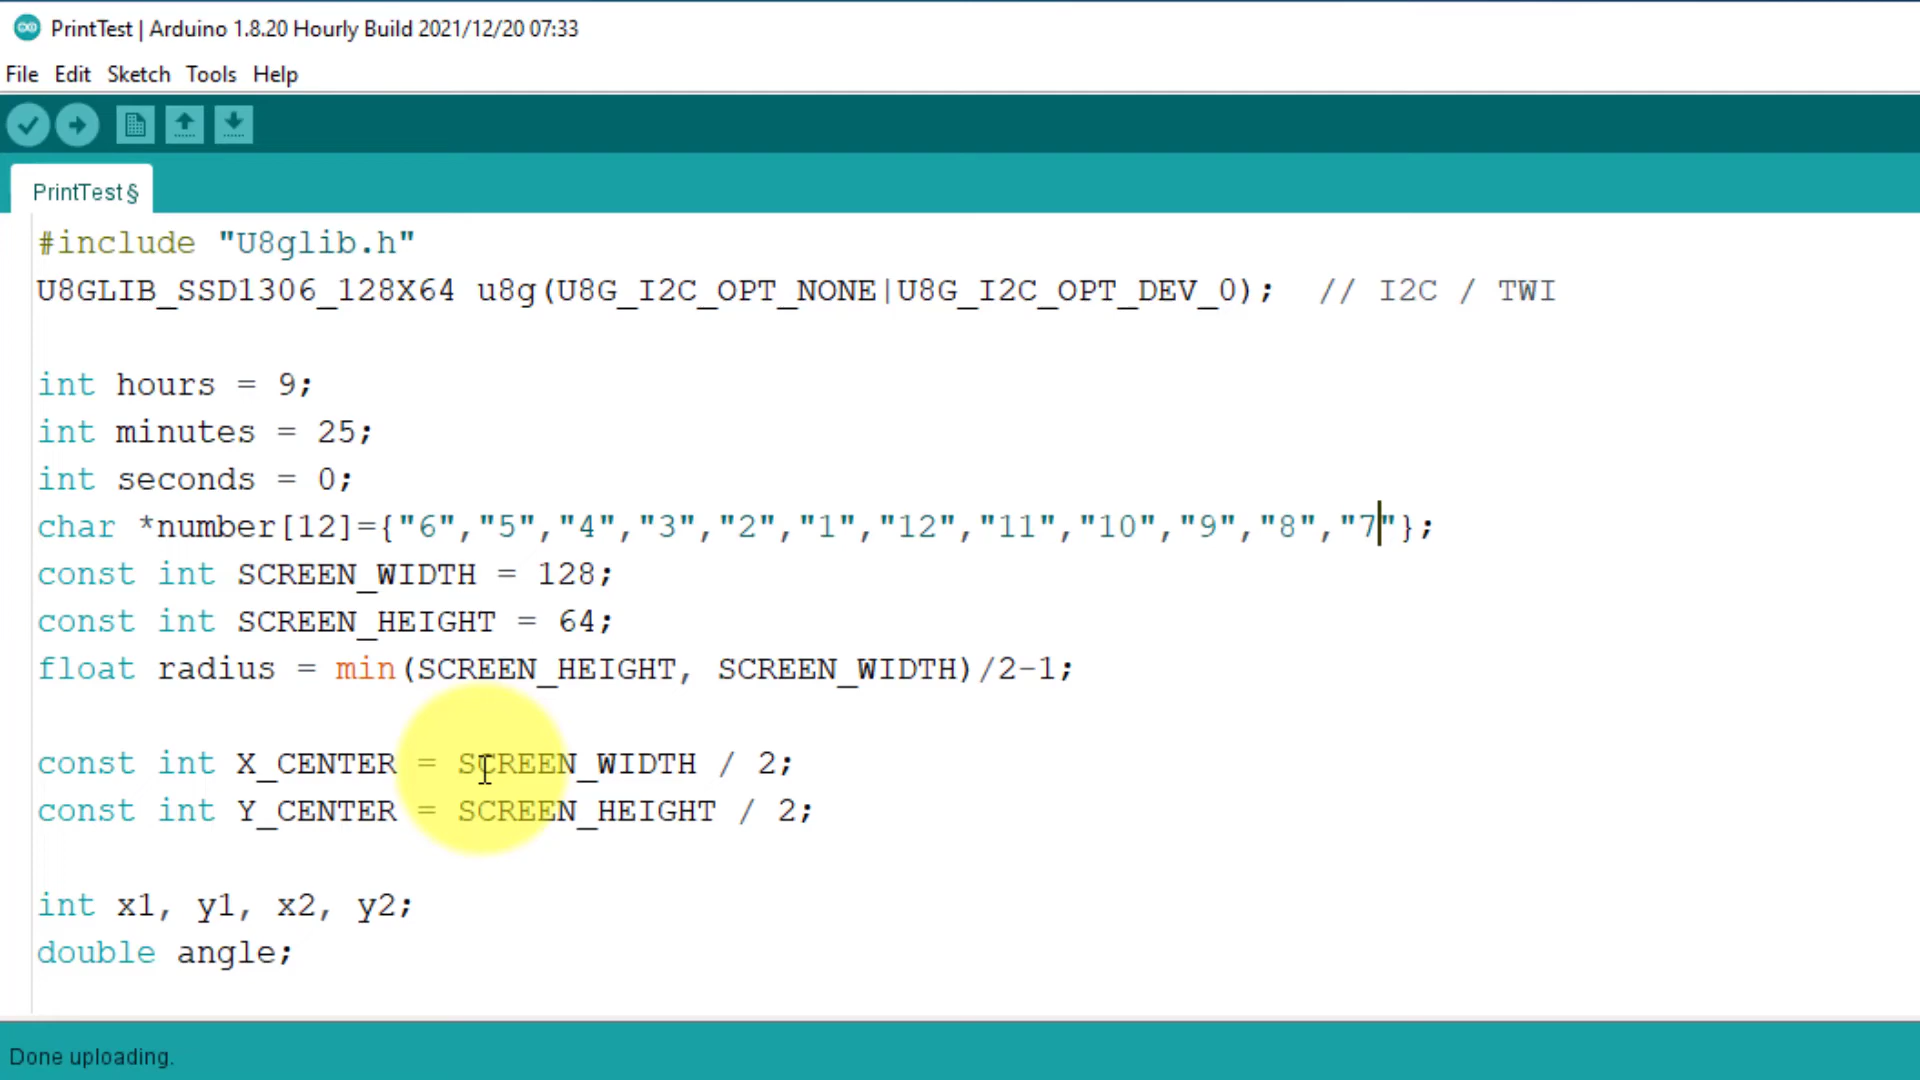 PrintTest | Arduino 1.8.20 Hourly Build 2021/12/20 07:33
File Edit Sketch Tools Help
PrintTest§
#include "U8glib.h"
U8GLIB_SSD1306_128X64 u8g(U8G_I2C_OPT_NONE|U8G_I2C_OPT_DEV_0);  // I2C / TWI
int hours = 9;
int minutes = 25;
int seconds = 0;
char *number[12]={"6","5","4","3","2","1","12","11","10","9","8","7"};
const int SCREEN_WIDTH = 128;
const int SCREEN_HEIGHT = 64;
float radius = min(SCREEN_HEIGHT, SCREEN_WIDTH)/2-1;
const int X_CENTER = SCREEN_WIDTH / 2;
const int Y_CENTER = SCREEN_HEIGHT / 2;
int x1, y1, x2, y2;
double angle;
Done uploading.